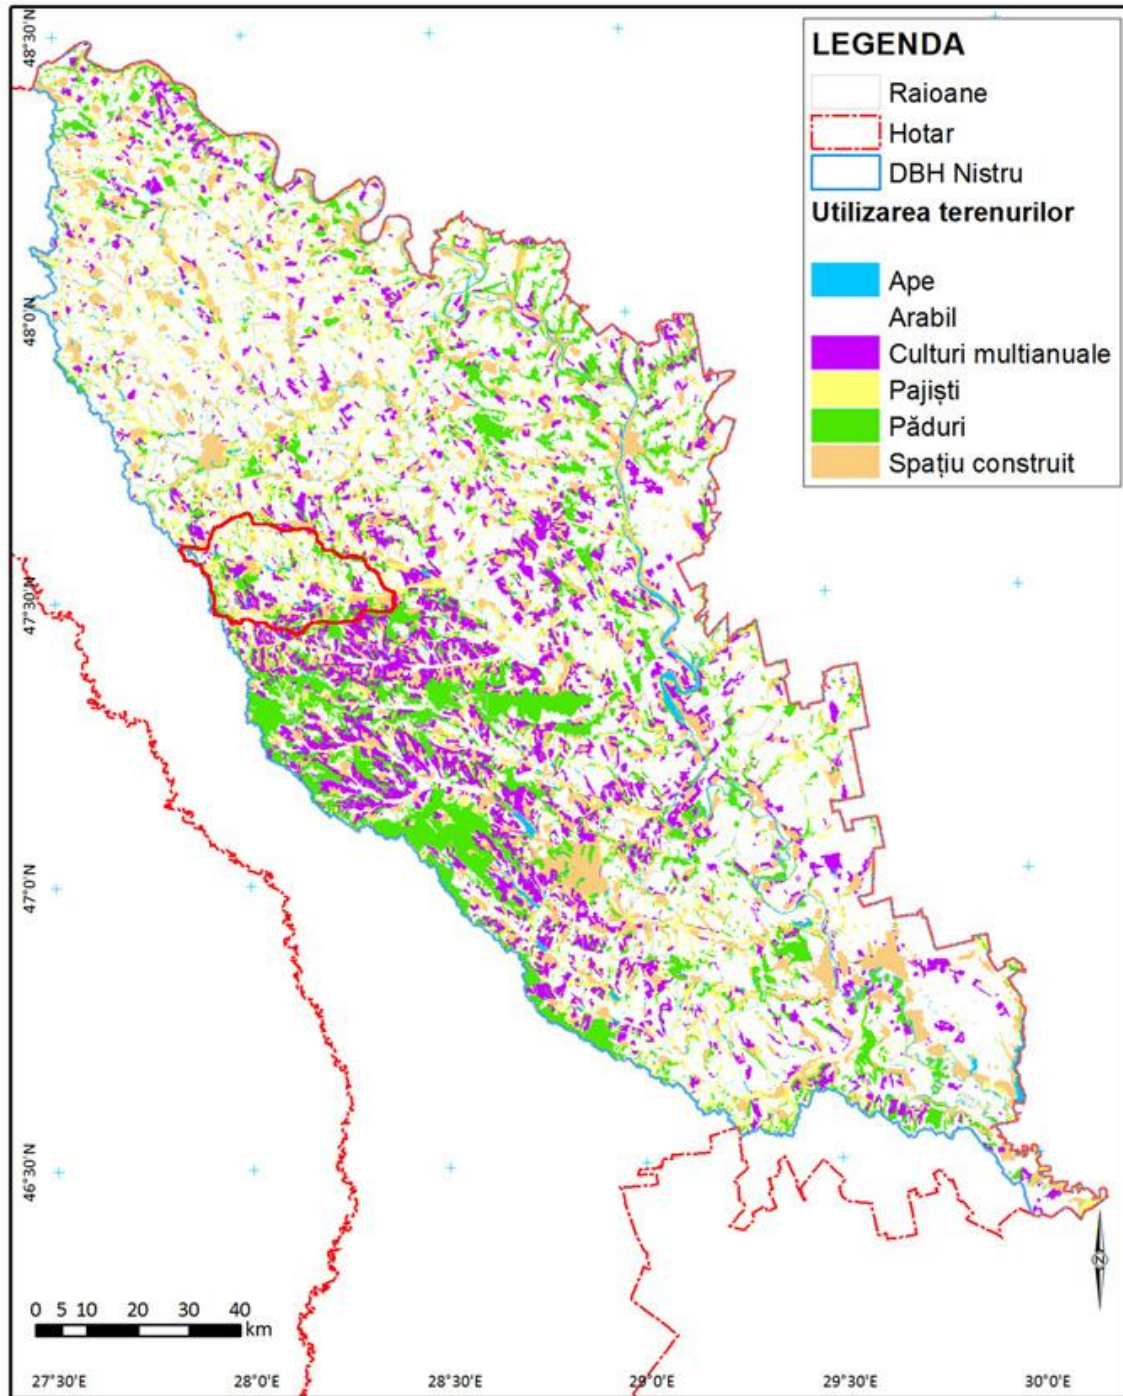 LEGENDA
Raioane
Hotar
DBH Nistru
Utilizarea terenurilor
Ape
Arabil
Culturi multianuale
Pajiști
Păduri
Spațiu construit
48°30'N
48°0'N
47°30'N
47°0'N
46°30'N
N
0 5 10 20 30 40
km
27°30'E 28°0'E 28°30'E 29°0'E 29°30'E 30°0'E